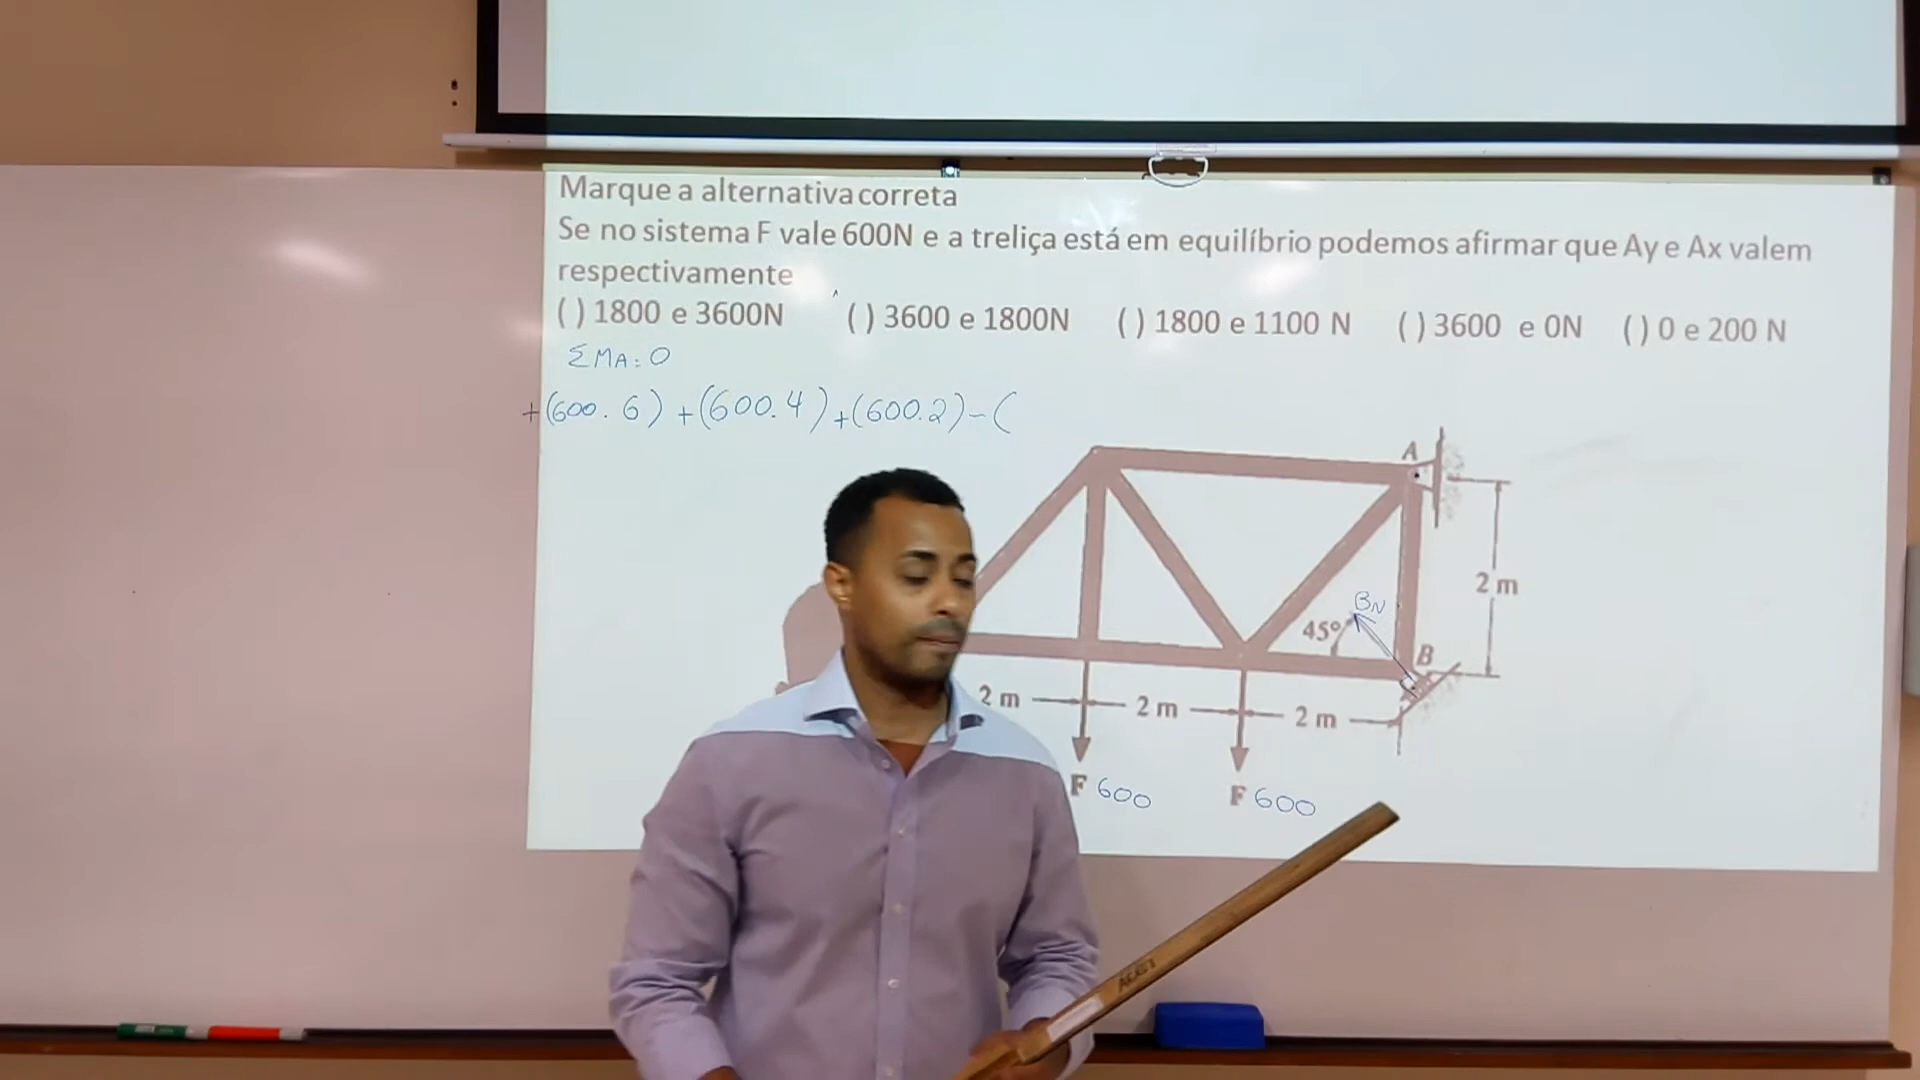 Marque a alternativa correta
Se no sistema F vale 600N e a treliça está em equilíbrio podemos afirmar que Ay e Ax valem
respectivamente
( ) 1800 e 3600N ( ) 3600 e 1800N ( ) 1800 e 1100 N ( ) 3600 e 0N ( ) 0 e 200 N
ΣMA: 0
+(600. 6) +(600.4) +(600.2) - (
A
2 m
BN
45°
B
2 m 2 m 2 m
F 600 F 600